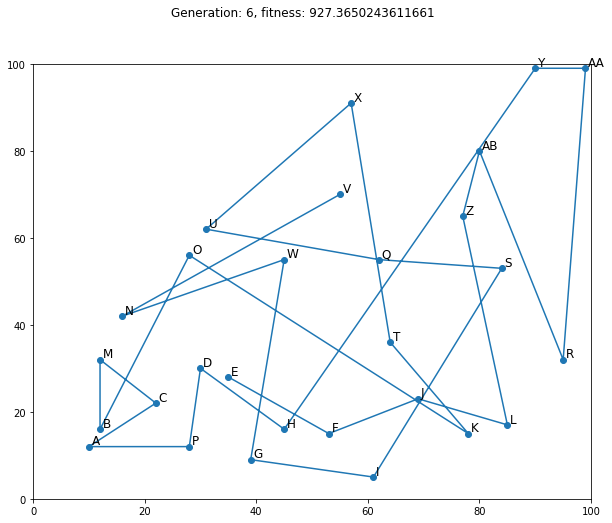 Generation: 6, fitness: 927.3650243611661
100
Y
AA
X
80
AB
V
Z
U
60
O
W
Q
S
N
40
T
M
R
D
E
20
C
J
B
H
F
K
L
A
P
G
I
0
0
20
40
60
80
100